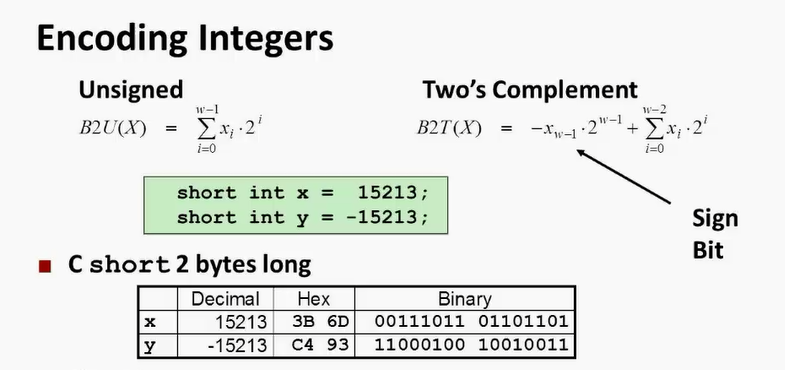 Encoding Integers
Unsigned
B2U(X) = \sum_{i=0}^{w-1} x_i \cdot 2^i
Two's Complement
B2T(X) = -x_{w-1} \cdot 2^{w-1} + \sum_{i=0}^{w-2} x_i \cdot 2^i
short int x = 15213;
short int y = -15213;
Sign
Bit
C short 2 bytes long
Decimal Hex Binary
x 15213 3B 6D 00111011 01101101
y -15213 C4 93 11000100 10010011